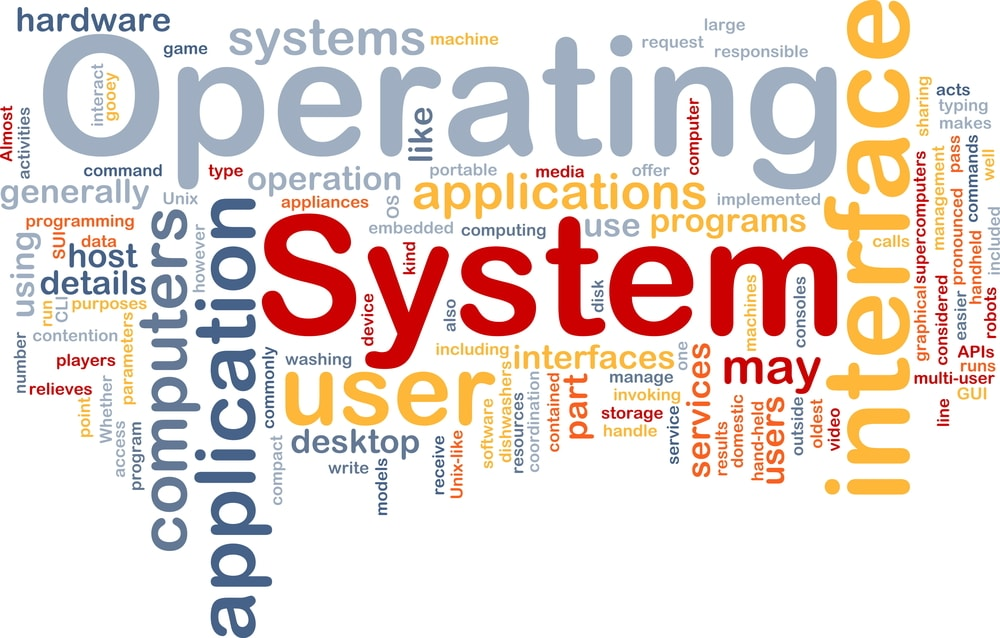 hardware
game
systems
machine
request
large
responsible
Operating
interact
gooey
Almost
activities
like
computer
interface
sharing
acts
typing
makes
command
type
operation
portable
media
offer
generally
Unix
appliances
OS
applications
implemented
programming
SUIs
data
however
embedded
computing
use
programs
calls
management
supercomputers
pass
pronounced
commands
handheld
well
included
using
host
details
System
kind
disk
device
also
machines
consoles
run
CLI
purposes
parameters
contention
number
players
relieves
computers
application
commonly
washing
including
interfaces
one
may
graphical
considered
easier
robots
APIs
runs
multi-user
GUI
line
point
Whether
access
program
user
compact
desktop
write
models
receive
Unix-like
software
dishwashers
resources
coordination
contained
part
manage
invoking
storage
handle
service
services
results
domestic
hand-held
users
outside
oldest
video